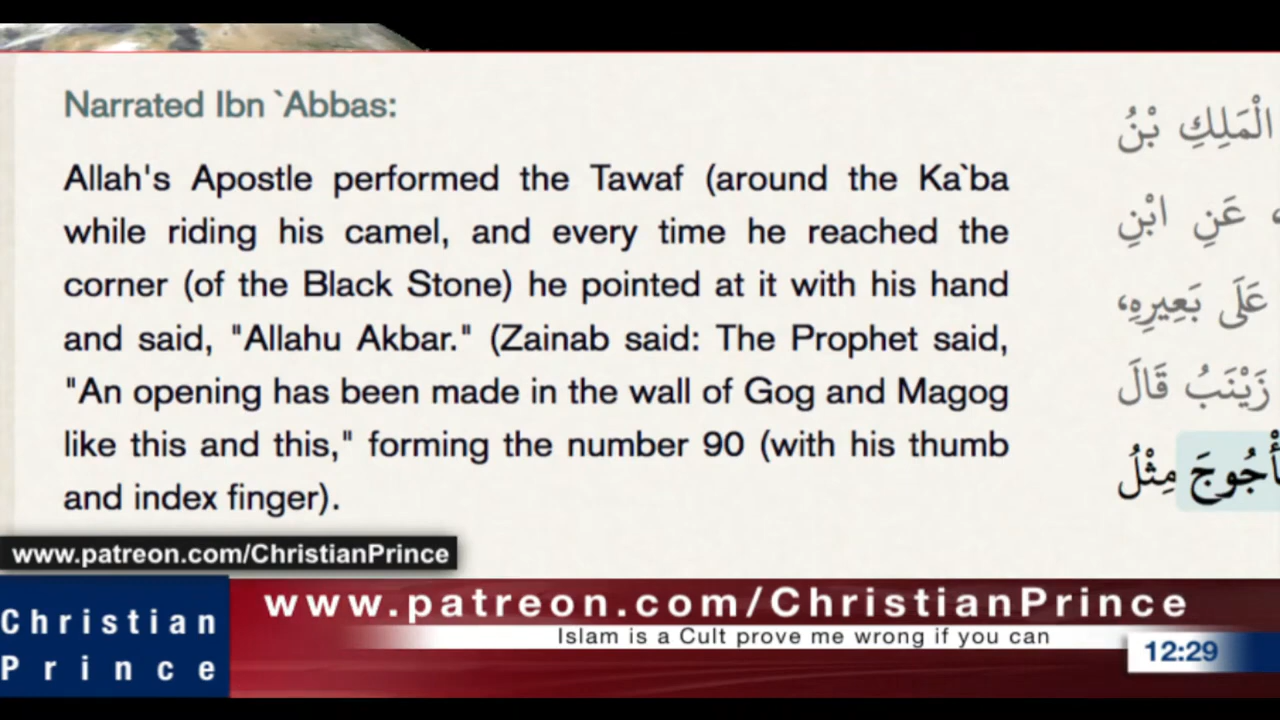 Narrated Ibn `Abbas:
Allah's Apostle performed the Tawaf (around the Ka`ba
while riding his camel, and every time he reached the
corner (of the Black Stone) he pointed at it with his hand
and said, "Allahu Akbar." (Zainab said: The Prophet said,
"An opening has been made in the wall of Gog and Magog
like this and this," forming the number 90 (with his thumb
and index finger).
الْمَلِكِ بْنُ
عَنِ ابْنِ
عَلَى بَعِيرِهِ،
زَيْنَبُ قَالَ
أْجُوجَ مِثْلُ
www.patreon.com/ChristianPrince
Christian
Prince
www.patreon.com/ChristianPrince
Islam is a Cult prove me wrong if you can
12:29